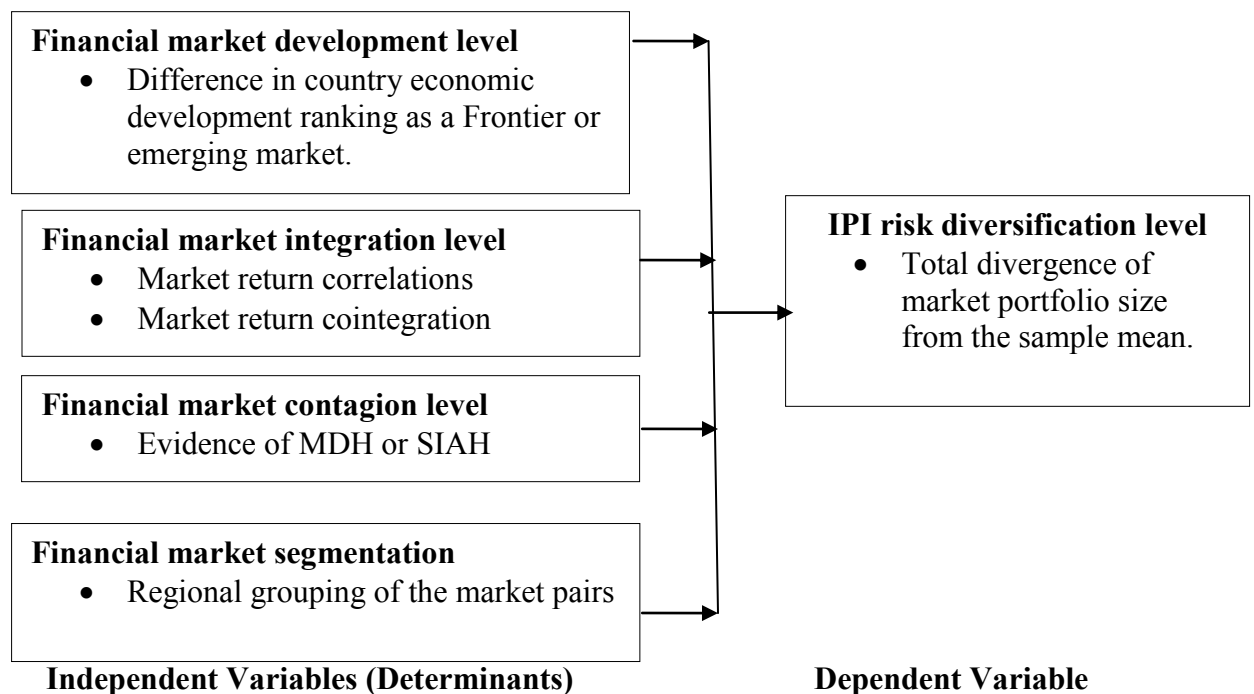 Financial market development level
• Difference in country economic
development ranking as a Frontier or
emerging market.
Financial market integration level
• Market return correlations
• Market return cointegration
Financial market contagion level
• Evidence of MDH or SIAH
Financial market segmentation
• Regional grouping of the market pairs
Independent Variables (Determinants)
IPI risk diversification level
• Total divergence of
market portfolio size
from the sample mean.
Dependent Variable